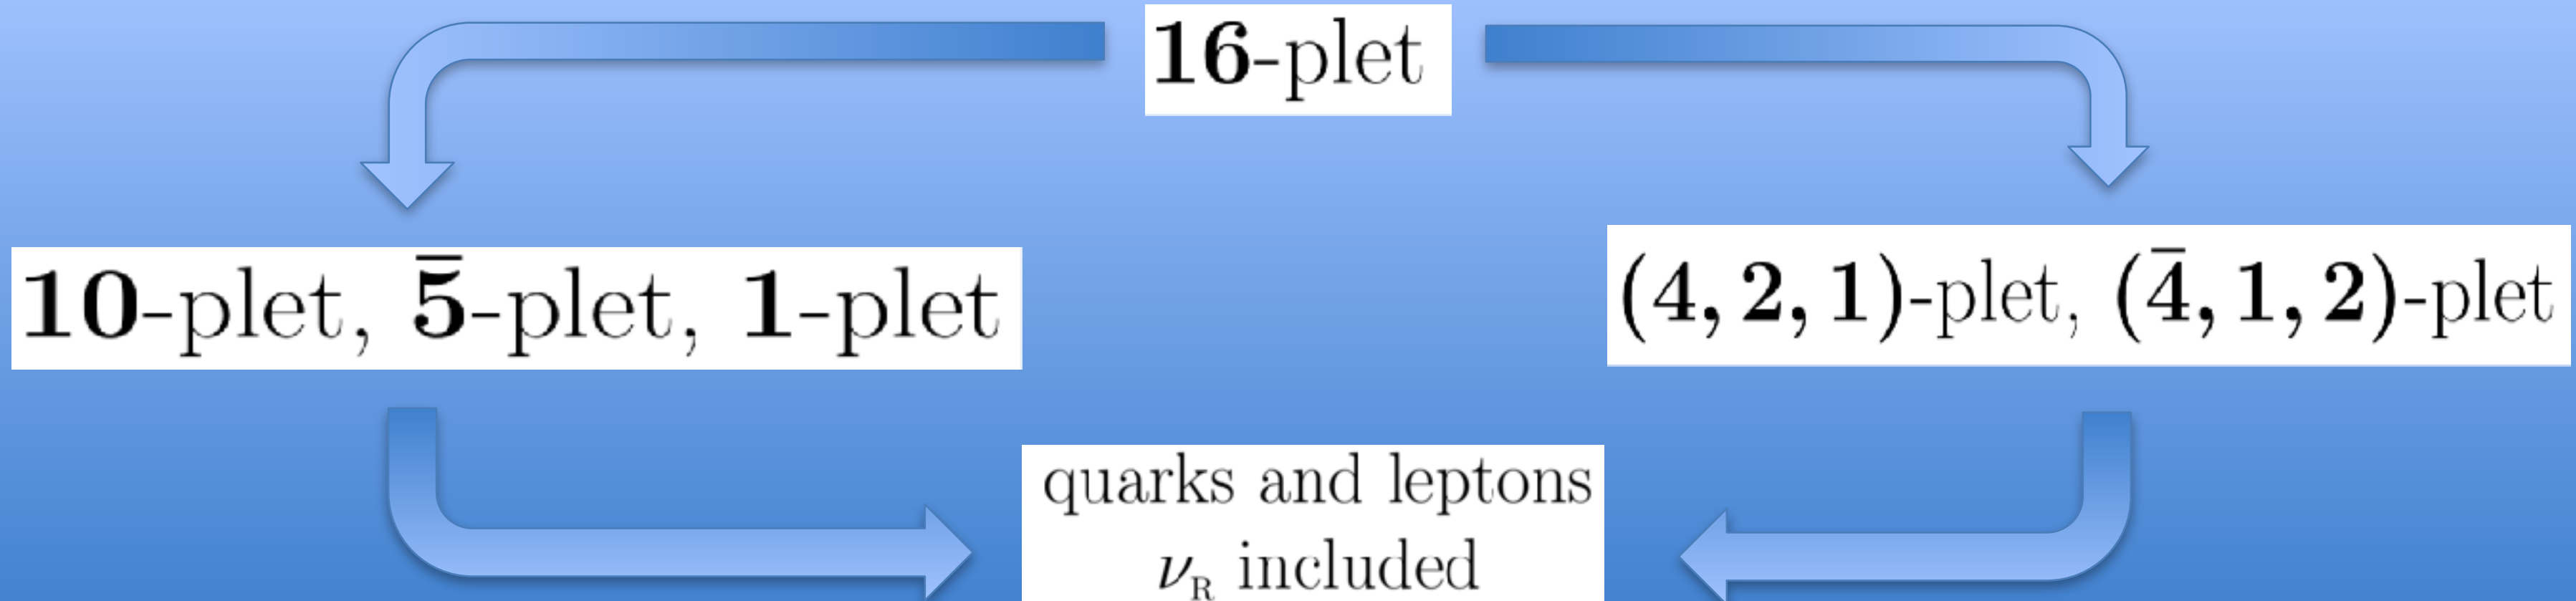 16-plet
10-plet, 5̅-plet, 1-plet
(4, 2, 1)-plet, (4̅, 1, 2)-plet
quarks and leptons
ν_R included